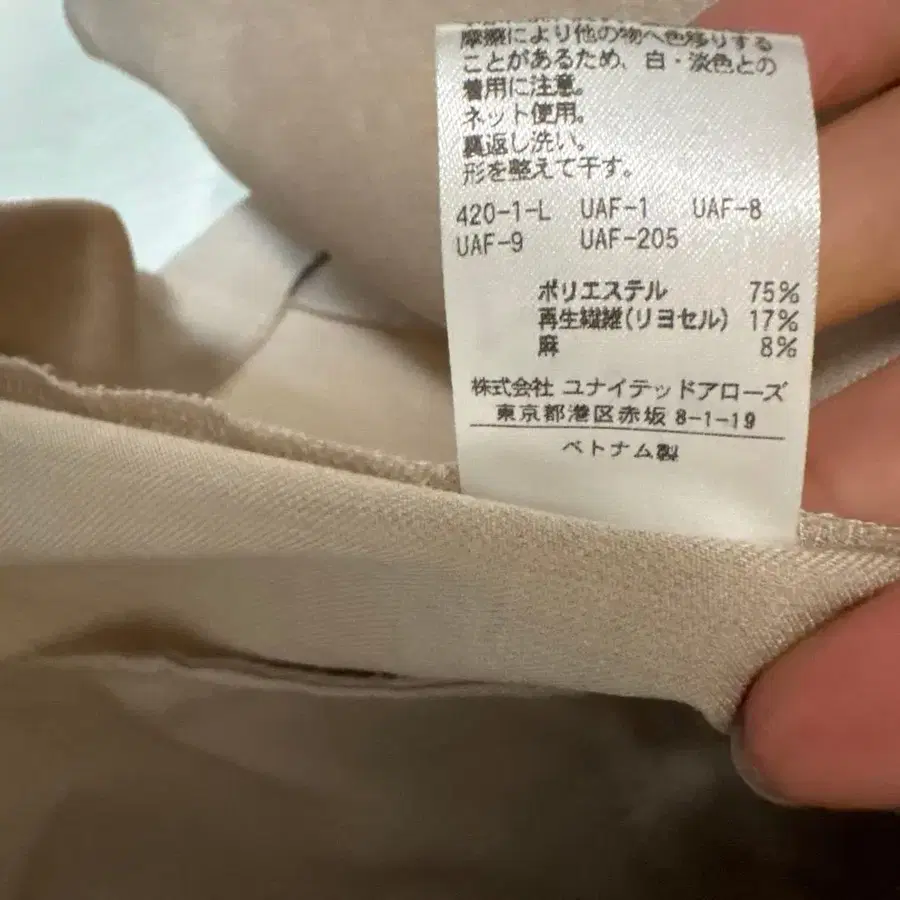 摩擦により他の物へ色移りする
ことがあるため、白・淡色との
着用に注意。
ネット使用。
裏返し洗い。
形を整えて干す。
420-1-L UAF-1 UAF-8
UAF-9 UAF-205
ポリエステル 75%
再生繊維(リヨセル) 17%
麻 8%
株式会社 ユナイテッドアローズ
東京都港区赤坂 8-1-19
ベトナム製